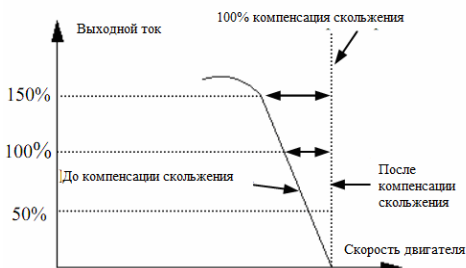 100% компенсация скольжения
Выходной ток
150%
100%
До компенсации скольжения
После
компенсации
скольжения
50%
Скорость двигателя